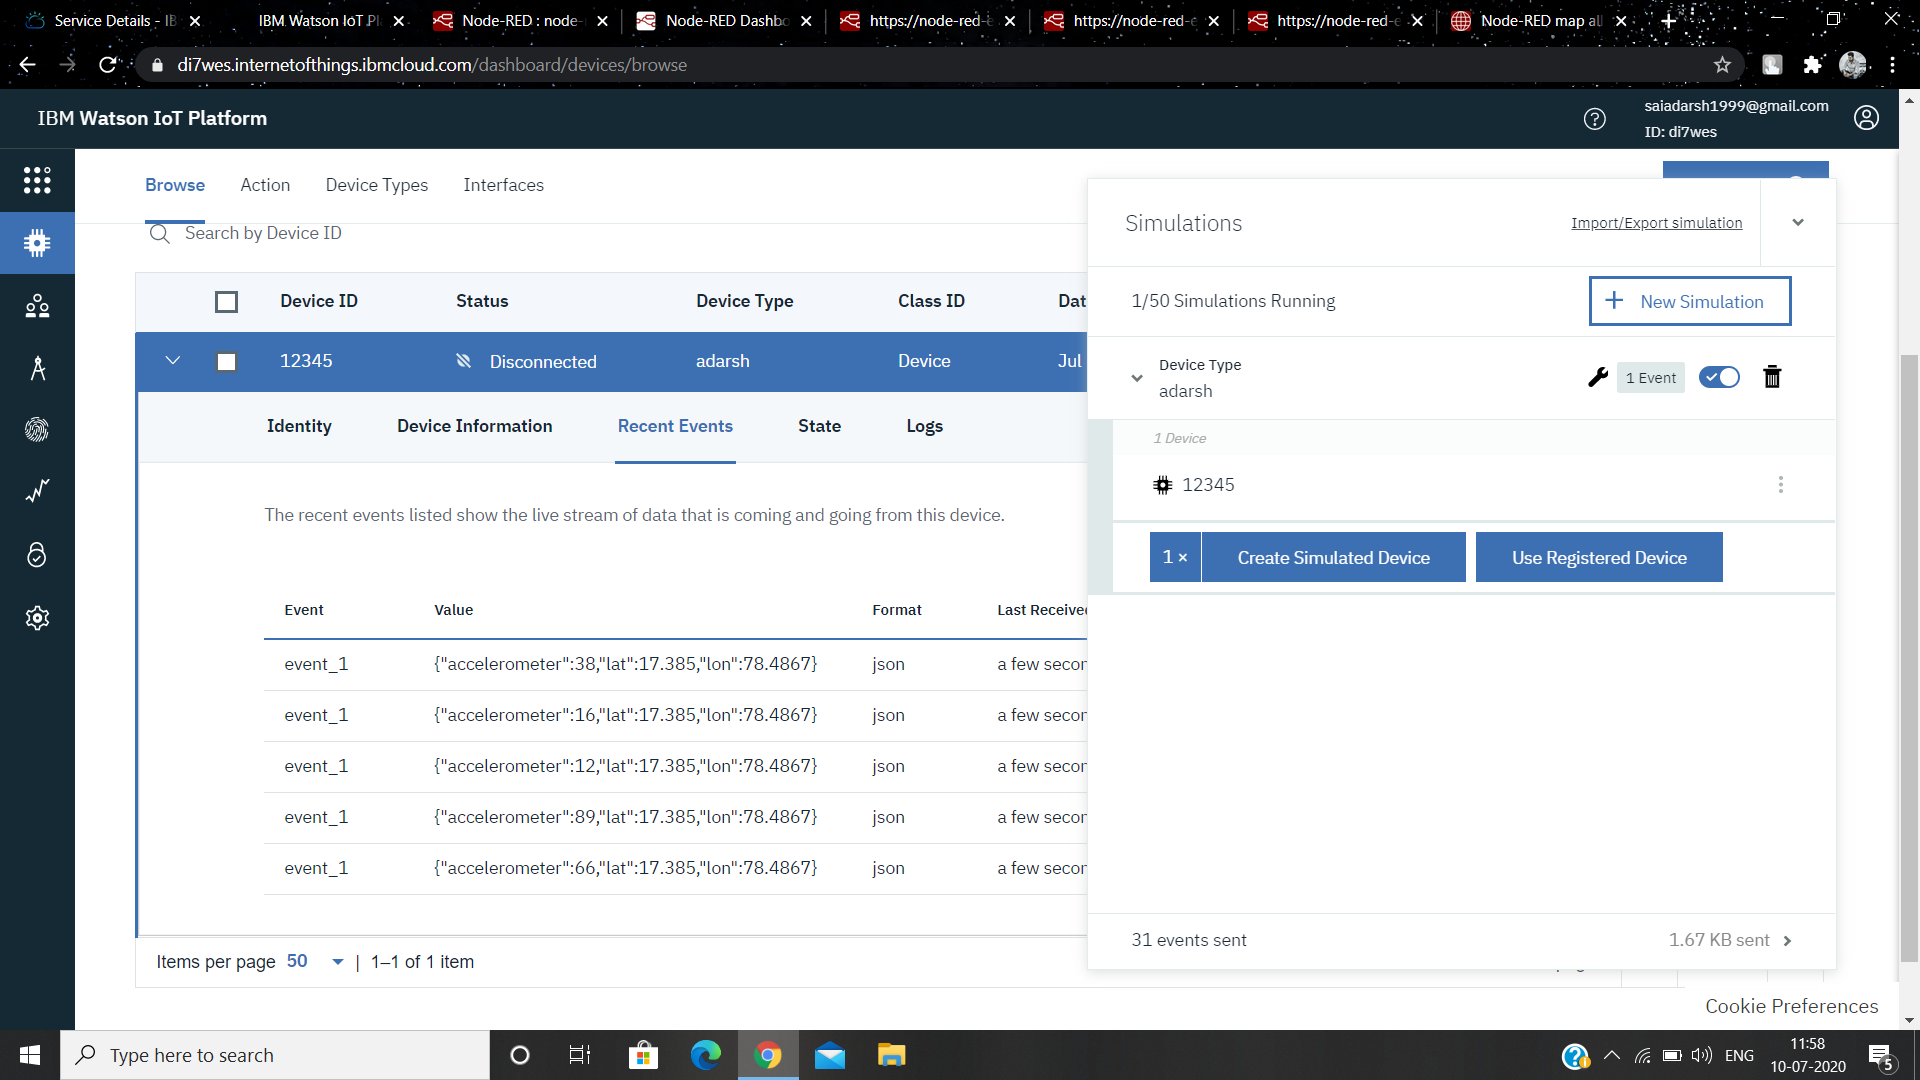 Service Details - IB
IBM Watson IoT Pl
Node-RED : node-
Node-RED Dashbo
https://node-red-e
https://node-red-e
https://node-red-e
Node-RED map all
di7wes.internetofthings.ibmcloud.com/dashboard/devices/browse
IBM Watson IoT Platform
saiadarsh1999@gmail.com
ID: di7wes
Browse
Action
Device Types
Interfaces
Search by Device ID
Simulations
Import/Export simulation
1/50 Simulations Running
+ New Simulation
Device ID
Status
Device Type
Class ID
Dat
12345
Disconnected
adarsh
Device
Jul
Device Type
adarsh
1 Event
1 Device
12345
1 ×
Create Simulated Device
Use Registered Device
Identity
Device Information
Recent Events
State
Logs
The recent events listed show the live stream of data that is coming and going from this device.
Event Value Format Last Received
event_1 {"accelerometer":38,"lat":17.385,"lon":78.4867} json a few secon
event_1 {"accelerometer":16,"lat":17.385,"lon":78.4867} json a few secon
event_1 {"accelerometer":12,"lat":17.385,"lon":78.4867} json a few secon
event_1 {"accelerometer":89,"lat":17.385,"lon":78.4867} json a few secon
event_1 {"accelerometer":66,"lat":17.385,"lon":78.4867} json a few secon
31 events sent
1.67 KB sent
Items per page 50 | 1–1 of 1 item
Cookie Preferences
Type here to search
ENG
11:58
10-07-2020
5